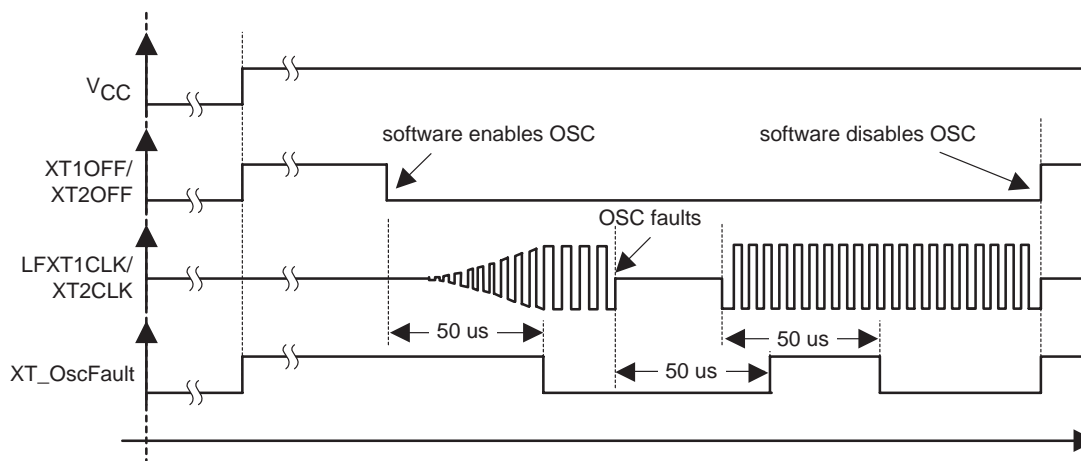 VCC
software enables OSC
software disables OSC
XT1OFF/
XT2OFF
OSC faults
LFXT1CLK/
XT2CLK
50 us
50 us
XT_OscFault
50 us